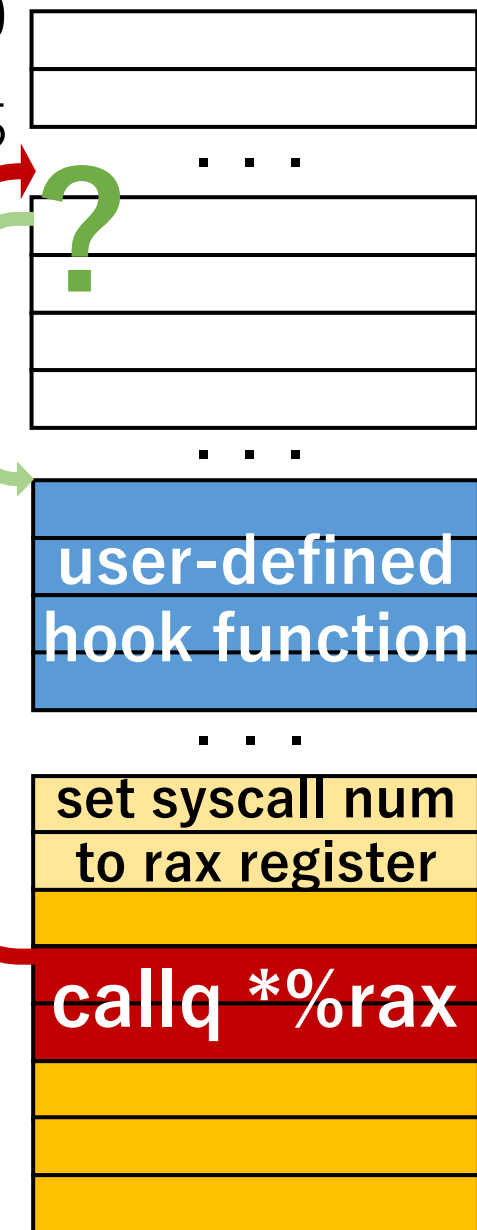 . . .
?
. . .
user-defined
hook function
. . .
set syscall num
to rax register
callq *%rax